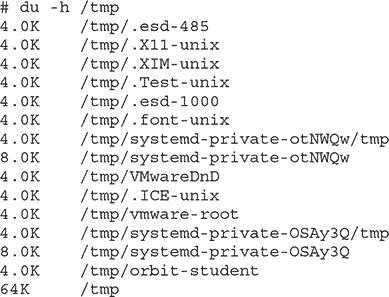 # du -h /tmp
4.0K /tmp/.esd-485
4.0K /tmp/.X11-unix
4.0K /tmp/.XIM-unix
4.0K /tmp/.Test-unix
4.0K /tmp/.esd-1000
4.0K /tmp/.font-unix
4.0K /tmp/systemd-private-otNWQw/tmp
8.0K /tmp/systemd-private-otNWQw
4.0K /tmp/VMwareDnD
4.0K /tmp/.ICE-unix
4.0K /tmp/vmware-root
4.0K /tmp/systemd-private-OSAy3Q/tmp
8.0K /tmp/systemd-private-OSAy3Q
4.0K /tmp/orbit-student
64K /tmp